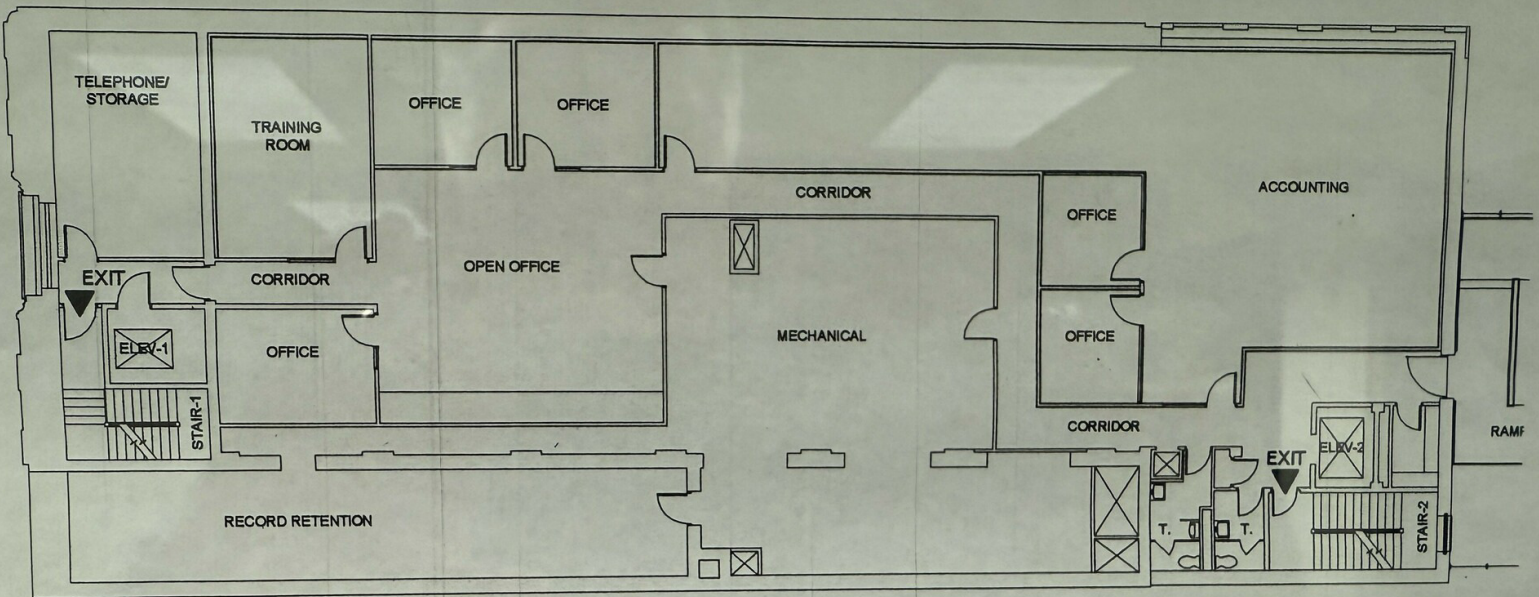 TELEPHONE/
STORAGE
TRAINING
ROOM
OFFICE
OFFICE
CORRIDOR
OFFICE
ACCOUNTING
EXIT
CORRIDOR
OPEN OFFICE
ELEV-1
OFFICE
MECHANICAL
OFFICE
STAIR-1
CORRIDOR
ELEV-2
RAMP
EXIT
RECORD RETENTION
T.
T.
STAIR-2